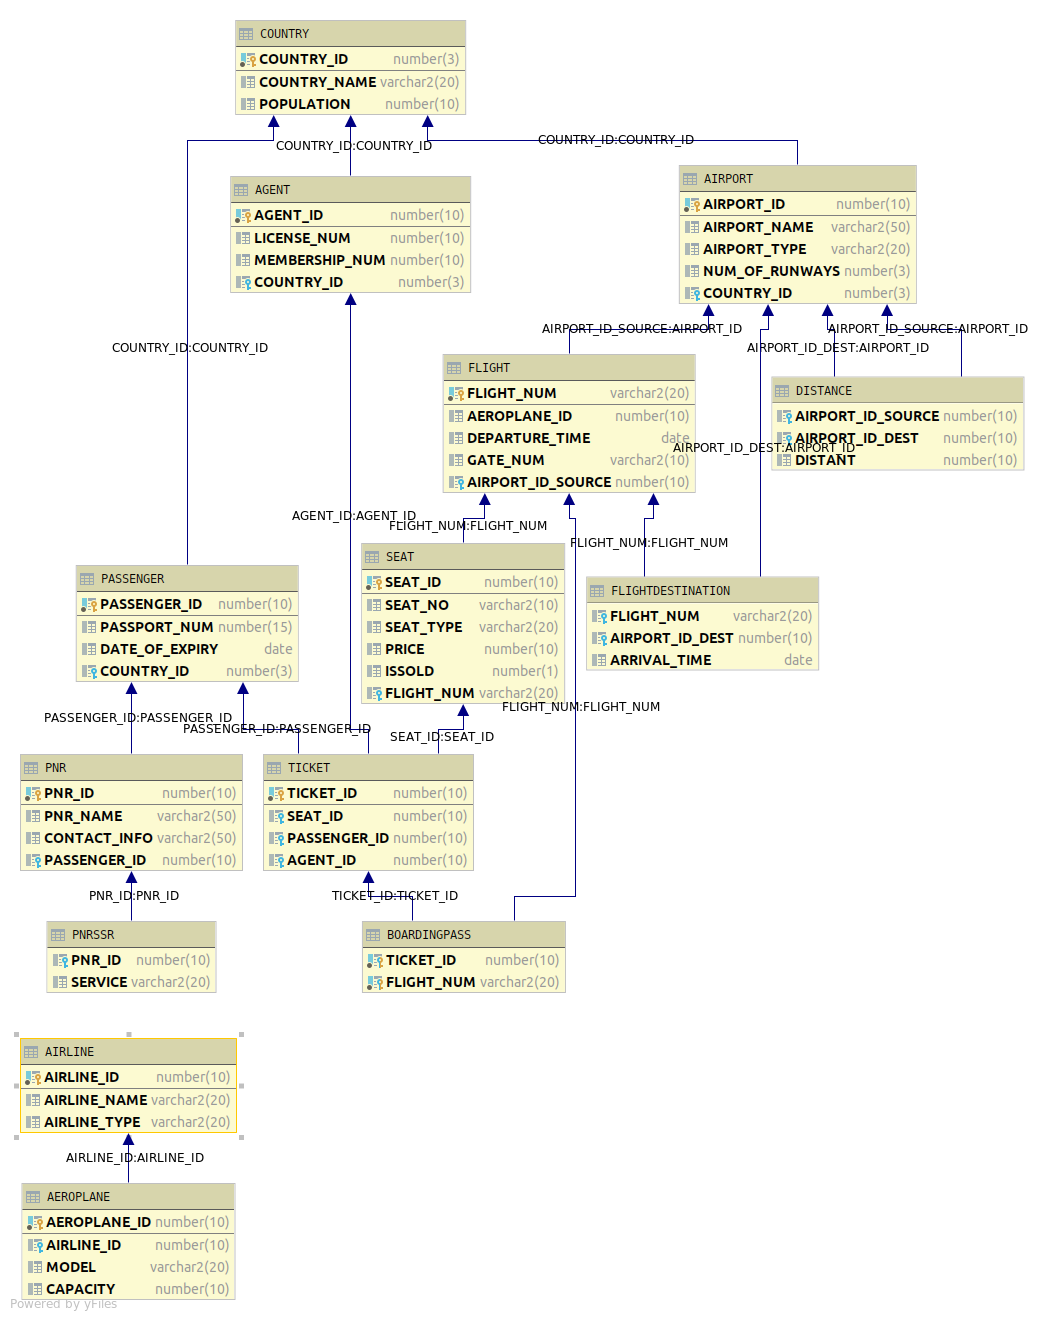 COUNTRY
COUNTRY_ID number(3)
COUNTRY_NAME varchar2(20)
POPULATION number(10)
COUNTRY_ID:COUNTRY_ID
COUNTRY_ID:COUNTRY_ID
AGENT
AGENT_ID number(10)
LICENSE_NUM number(10)
MEMBERSHIP_NUM number(10)
COUNTRY_ID number(3)
AIRPORT
AIRPORT_ID number(10)
AIRPORT_NAME varchar2(50)
AIRPORT_TYPE varchar2(20)
NUM_OF_RUNWAYS number(3)
COUNTRY_ID number(3)
AIRPORT_ID_SOURCE:AIRPORT_ID
AIRPORT_ID_SOURCE:AIRPORT_ID
COUNTRY_ID:COUNTRY_ID
AIRPORT_ID_DEST:AIRPORT_ID
FLIGHT
FLIGHT_NUM varchar2(20)
AEROPLANE_ID number(10)
DEPARTURE_TIME date
GATE_NUM varchar2(10)
AIRPORT_ID_SOURCE number(10)
DISTANCE
AIRPORT_ID_SOURCE number(10)
AIRPORT_ID_DEST number(10)
AIRPORT_ID_DEST:AIRPORT_ID
DISTANT number(10)
AGENT_ID:AGENT_ID
FLIGHT_NUM:FLIGHT_NUM
FLIGHT_NUM:FLIGHT_NUM
SEAT
SEAT_ID number(10)
SEAT_NO varchar2(10)
SEAT_TYPE varchar2(20)
PRICE number(10)
ISSOLD number(1)
FLIGHT_NUM varchar2(20)
FLIGHTDESTINATION
FLIGHT_NUM varchar2(20)
AIRPORT_ID_DEST number(10)
ARRIVAL_TIME date
PASSENGER
PASSENGER_ID number(10)
PASSPORT_NUM number(15)
DATE_OF_EXPIRY date
COUNTRY_ID number(3)
FLIGHT_NUM:FLIGHT_NUM
PASSENGER_ID:PASSENGER_ID
PASSENGER_ID:PASSENGER_ID
SEAT_ID:SEAT_ID
PNR
PNR_ID number(10)
PNR_NAME varchar2(50)
CONTACT_INFO varchar2(50)
PASSENGER_ID number(10)
TICKET
TICKET_ID number(10)
SEAT_ID number(10)
PASSENGER_ID number(10)
AGENT_ID number(10)
PNR_ID:PNR_ID
TICKET_ID:TICKET_ID
PNRSSR
PNR_ID number(10)
SERVICE varchar2(20)
BOARDINGPASS
TICKET_ID number(10)
FLIGHT_NUM varchar2(20)
AIRLINE
AIRLINE_ID number(10)
AIRLINE_NAME varchar2(20)
AIRLINE_TYPE varchar2(20)
AIRLINE_ID:AIRLINE_ID
AEROPLANE
AEROPLANE_ID number(10)
AIRLINE_ID number(10)
MODEL varchar2(20)
CAPACITY number(10)
Powered by yFiles